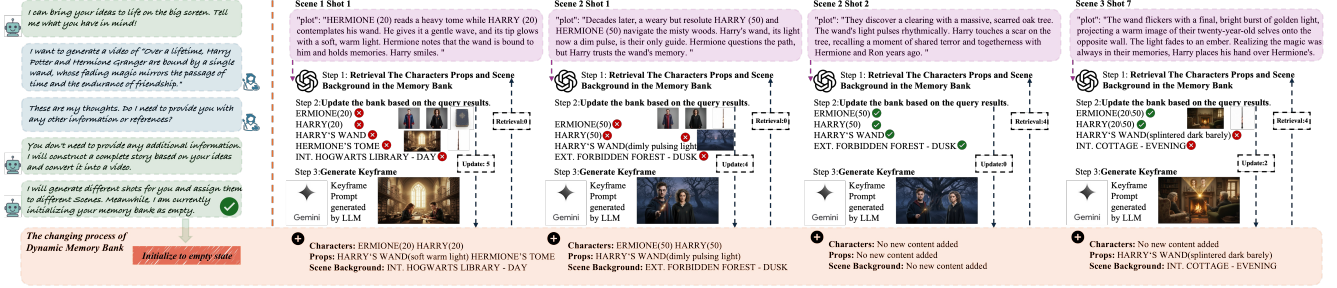 I can bring your ideas to life on the big screen. Tell
me what you have in mind!
I want to generate a video of "Over a lifetime, Harry
Potter and Hermione Granger are bound by a single
wand, whose fading magic mirrors the passage of
time and the endurance of friendship."
These are my thoughts. Do I need to provide you with
any other information or references?
You don't need to provide any additional information.
I will construct a complete story based on your ideas
and convert it into a video.
I will generate different shots for you and assign them
to different Scenes. Meanwhile, I am currently
initializing your memory bank as empty.
The changing process of
Dynamic Memory Bank
Initialize to empty state
Scene 1 Shot 1
"plot": "HERMIONE (20) reads a heavy tome while HARRY (20)
contemplates his wand. He gives it a gentle wave, and its tip glows
with a soft, warm light. Hermione notes that the wand is bound to
him and holds memories. Harry smiles. "
Step 1: Retrieval The Characters Props and Scene
Background in the Memory Bank
Step 2:Update the bank based on the query results.
ERMIONE(20)
HARRY(20)
HARRY'S WAND
HERMIONE'S TOME
INT. HOGWARTS LIBRARY - DAY
Retrieval:0
Update: 5
Step 3:Generate Keyframe
Gemini
Keyframe
Prompt
generated
by LLM
Characters: ERMIONE(20) HARRY(20)
Props: HARRY'S WAND(soft warm light) HERMIONE'S TOME
Scene Background: INT. HOGWARTS LIBRARY - DAY
Scene 2 Shot 1
"plot": "Decades later, a weary but resolute HARRY (50) and
HERMIONE (50) navigate the misty woods. Harry's wand, its light
now a dim pulse, is their only guide. Hermione questions the path,
but Harry trusts the wand's memory. "
Step 1: Retrieval The Characters Props and Scene
Background in the Memory Bank
Step 2:Update the bank based on the query results.
ERMIONE(50)
HARRY(50)
HARRY'S WAND(dimly pulsing light)
EXT. FORBIDDEN FOREST - DUSK
Retrieval:0
Update:4
Step 3:Generate Keyframe
Gemini
Keyframe
Prompt
generated
by LLM
Characters: ERMIONE(50) HARRY(50)
Props: HARRY'S WAND(dimly pulsing light)
Scene Background: EXT. FORBIDDEN FOREST - DUSK
Scene 2 Shot 2
"plot": "They discover a clearing with a massive, scarred oak tree.
The wand's light pulses rhythmically. Harry touches a scar on the
tree, recalling a moment of shared terror and togetherness with
Hermione and Ron years ago. "
Step 1: Retrieval The Characters Props and Scene
Background in the Memory Bank
Step 2:Update the bank based on the query results.
ERMIONE(50)
HARRY(50)
HARRY'S WAND
EXT. FORBIDDEN FOREST - DUSK
Retrieval:4
Update:0
Step 3:Generate Keyframe
Gemini
Keyframe
Prompt
generated
by LLM
Characters: No new content added
Props: No new content added
Scene Background: No new content added
Scene 3 Shot 7
"plot": "The wand flickers with a final, bright burst of golden light,
projecting a warm image of their twenty-year-old selves onto the
opposite wall. The light fades to an ember. Realizing the magic was
always in their memories, Harry places his hand over Hermione's.
Step 1: Retrieval The Characters Props and Scene
Background in the Memory Bank
Step 2:Update the bank based on the query results.
ERMIONE(20\50)
HARRY(20\50)
HARRY'S WAND(splintered dark barely)
INT. COTTAGE - EVENING
Retrieval:4
Update:2
Step 3:Generate Keyframe
Gemini
Keyframe
Prompt
generated
by LLM
Characters: No new content added
Props: HARRY'S WAND(splintered dark barely)
Scene Background: INT. COTTAGE - EVENING